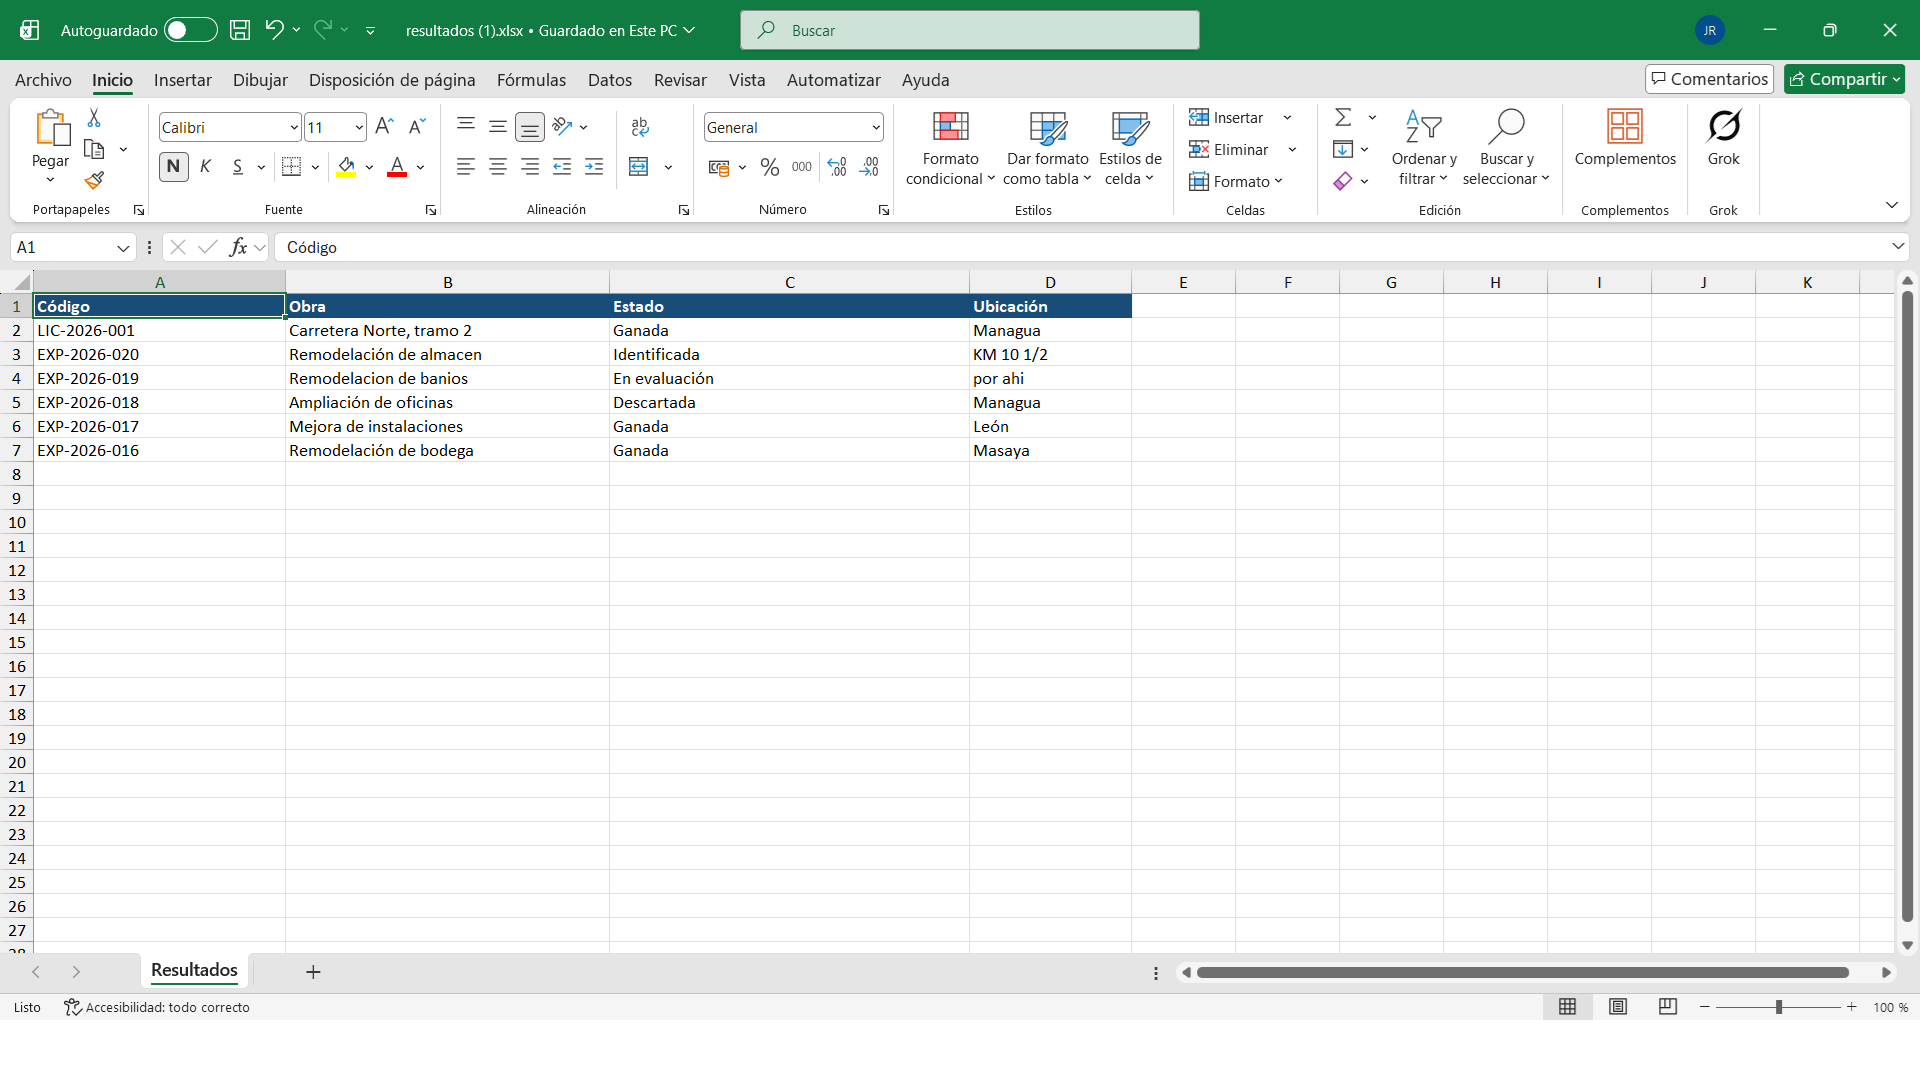 Autoguardado resultados (1).xlsx • Guardado en Este PC Buscar JR
Archivo Inicio Insertar Dibujar Disposición de página Fórmulas Datos Revisar Vista Automatizar Ayuda Comentarios Compartir
Pegar
Portapapeles
Calibri 11
N K S
Fuente
Alineación
General
% 000
Número
Formato condicional
Dar formato como tabla
Estilos de celda
Estilos
Insertar
Eliminar
Formato
Celdas
Ordenar y filtrar
Buscar y seleccionar
Edición
Complementos
Complementos
Grok
Grok
A1 fx Código
A B C D E F G H I J K
1 Código Obra Estado Ubicación
2 LIC-2026-001 Carretera Norte, tramo 2 Ganada Managua
3 EXP-2026-020 Remodelación de almacen Identificada KM 10 1/2
4 EXP-2026-019 Remodelacion de banios En evaluación por ahi
5 EXP-2026-018 Ampliación de oficinas Descartada Managua
6 EXP-2026-017 Mejora de instalaciones Ganada León
7 EXP-2026-016 Remodelación de bodega Ganada Masaya
8
9
10
11
12
13
14
15
16
17
18
19
20
21
22
23
24
25
26
27
28
Resultados
Listo Accesibilidad: todo correcto 100 %